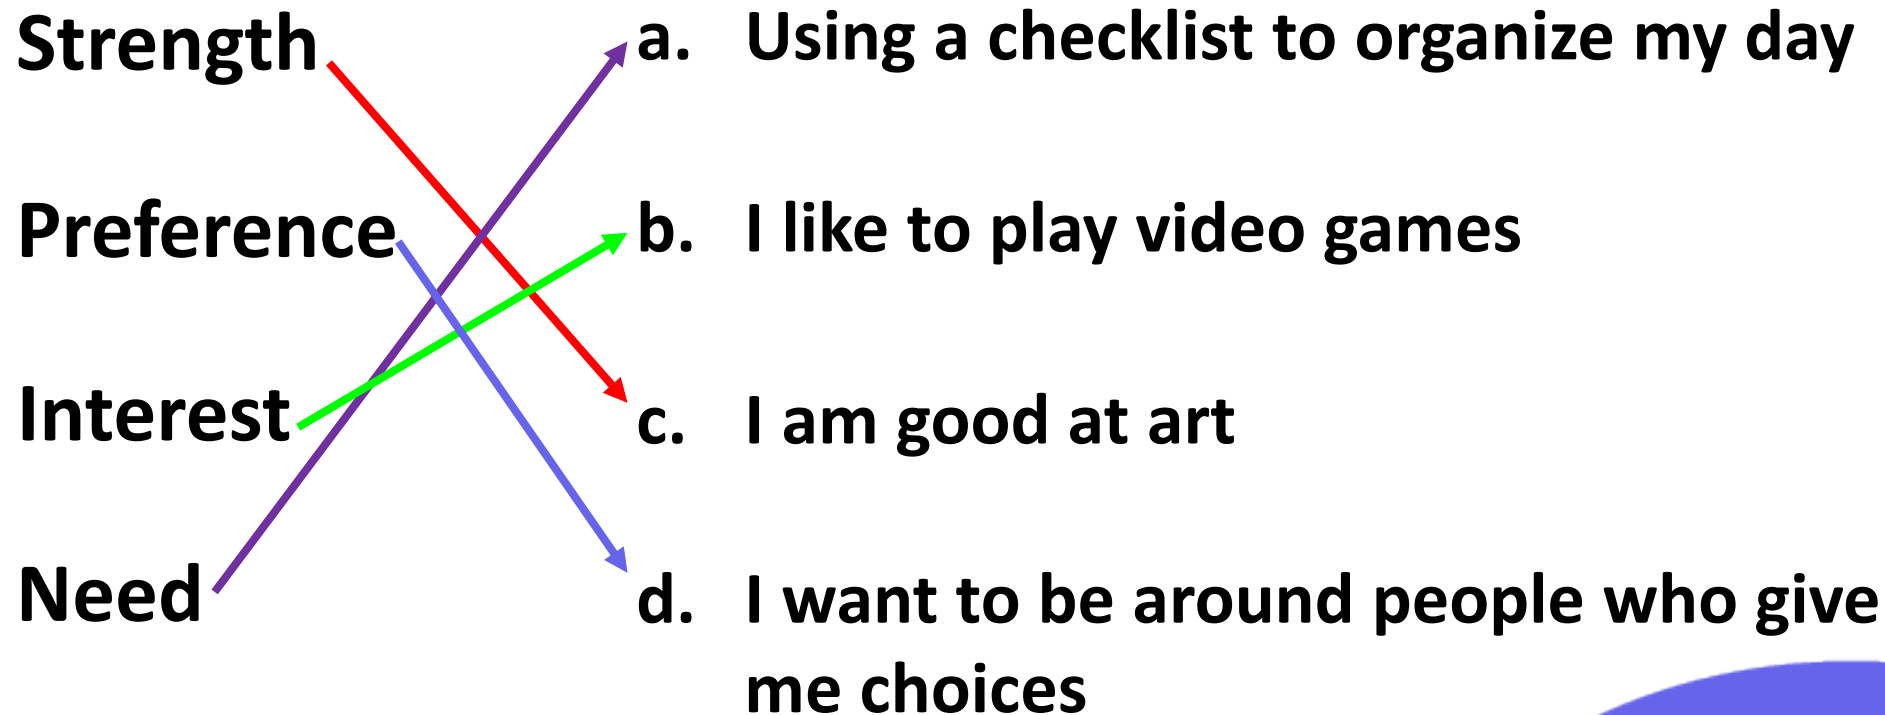 Strength
a. Using a checklist to organize my day
Preference
b. I like to play video games
Interest
c. I am good at art
Need
d. I want to be around people who give
me choices